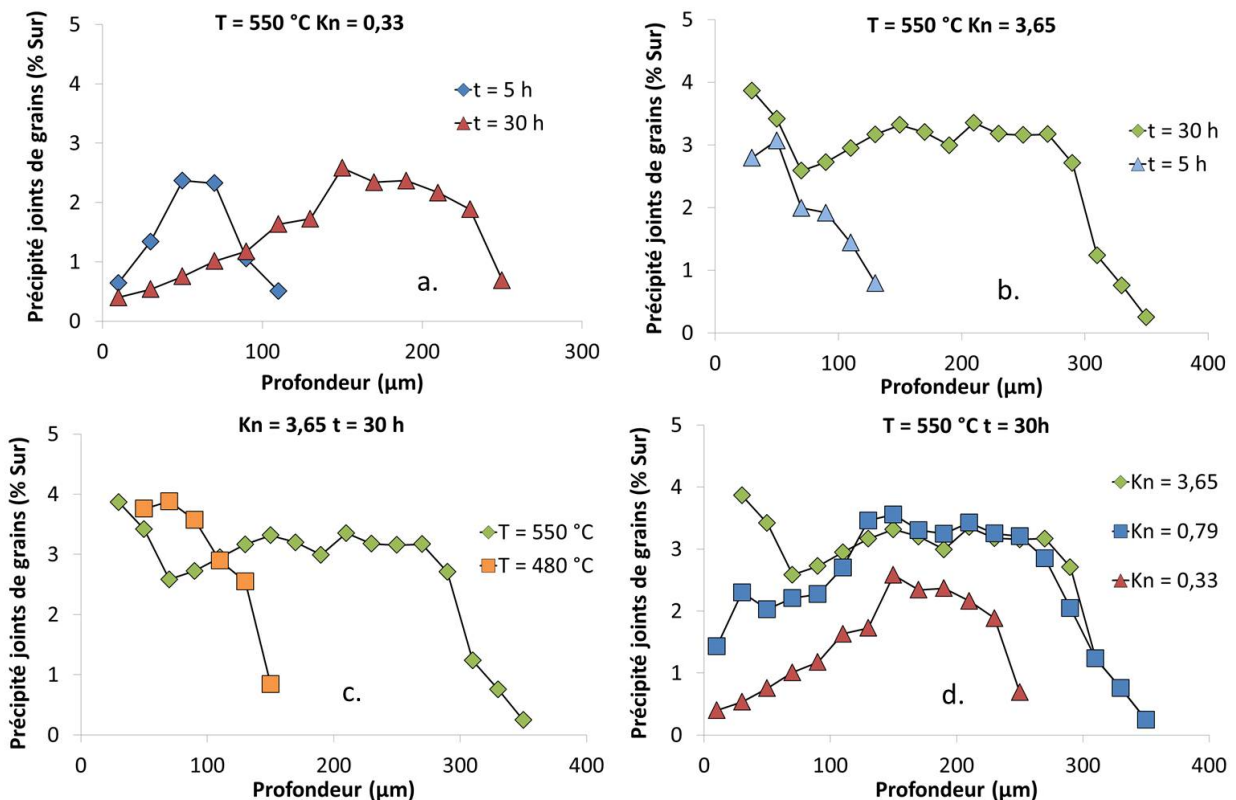 T = 550 °C Kn = 0,33
Précipité joints de grains (% Sur)
5
4
3
2
1
0
t = 5 h
t = 30 h
a.
0 100 200 300
Profondeur (µm)
T = 550 °C Kn = 3,65
Précipité joints de grains (% Sur)
5
4
3
2
1
0
t = 30 h
t = 5 h
b.
0 100 200 300 400
Profondeur (µm)
Kn = 3,65 t = 30 h
Précipité joints de grains (% Sur)
5
4
3
2
1
0
T = 550 °C
T = 480 °C
c.
0 100 200 300 400
Profondeur (µm)
T = 550 °C t = 30h
Précipité joints de grains (% Sur)
5
4
3
2
1
0
Kn = 3,65
Kn = 0,79
Kn = 0,33
d.
0 100 200 300 400
Profondeur (µm)